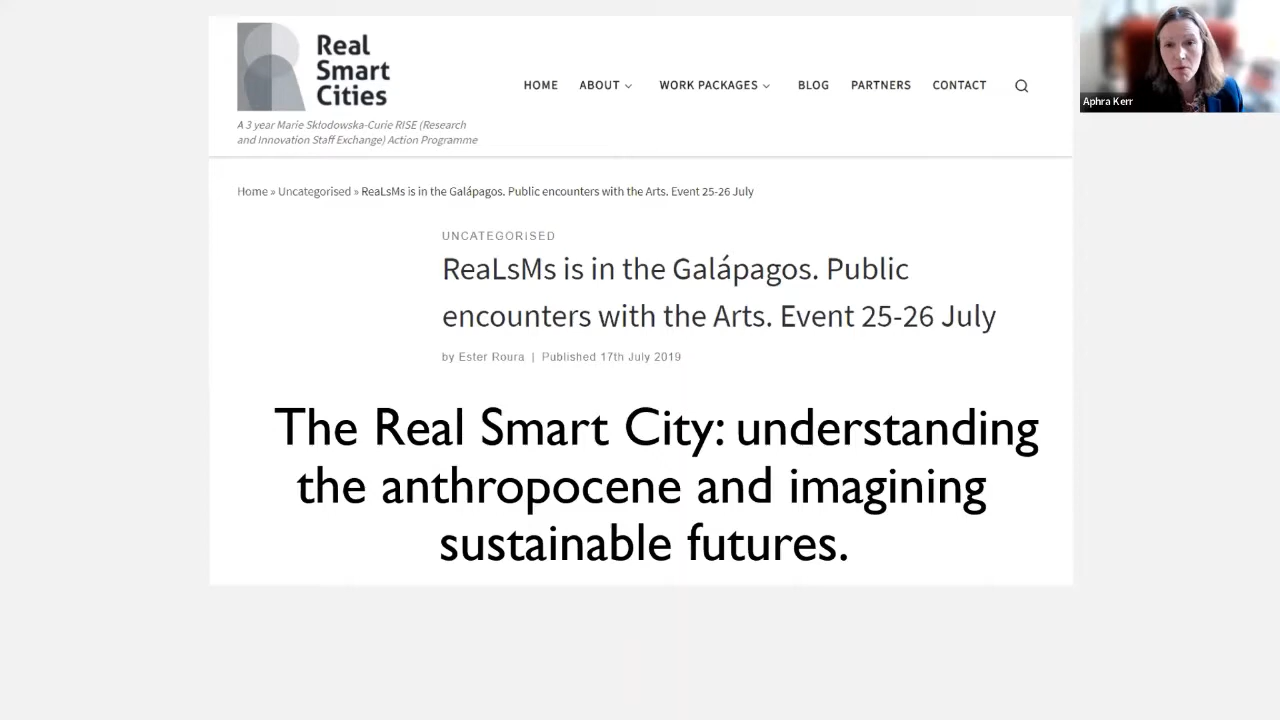 Real
Smart
Cities
A 3 year Marie Skłodowska-Curie RISE (Research
and Innovation Staff Exchange) Action Programme
HOME ABOUT WORK PACKAGES BLOG PARTNERS CONTACT
Aphra Kerr
Home » Uncategorised » ReaLsMs is in the Galápagos. Public encounters with the Arts. Event 25-26 July
UNCATEGORISED
ReaLsMs is in the Galápagos. Public
encounters with the Arts. Event 25-26 July
by Ester Roura | Published 17th July 2019
The Real Smart City: understanding
the anthropocene and imagining
sustainable futures.